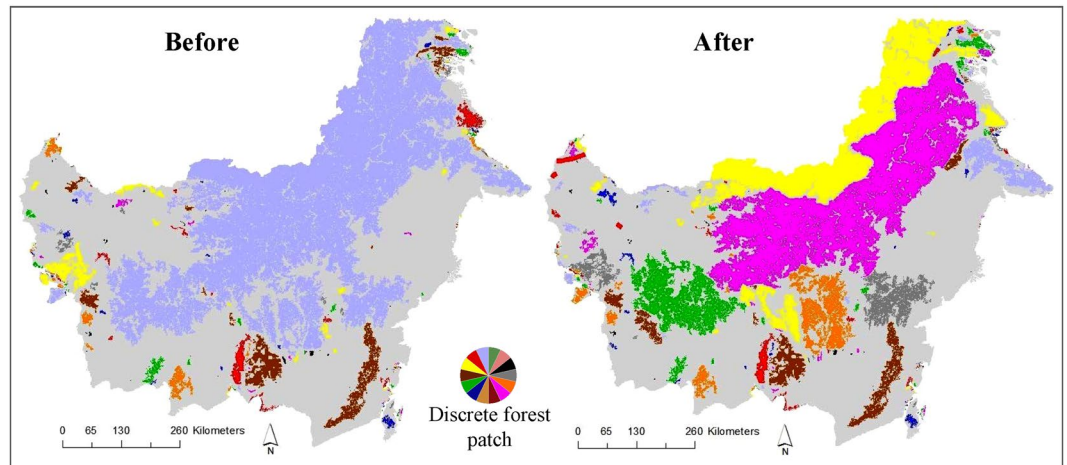 Before
After
Discrete forest
patch
0 65 130 260 Kilometers
N
0 65 130 260 Kilometers
N